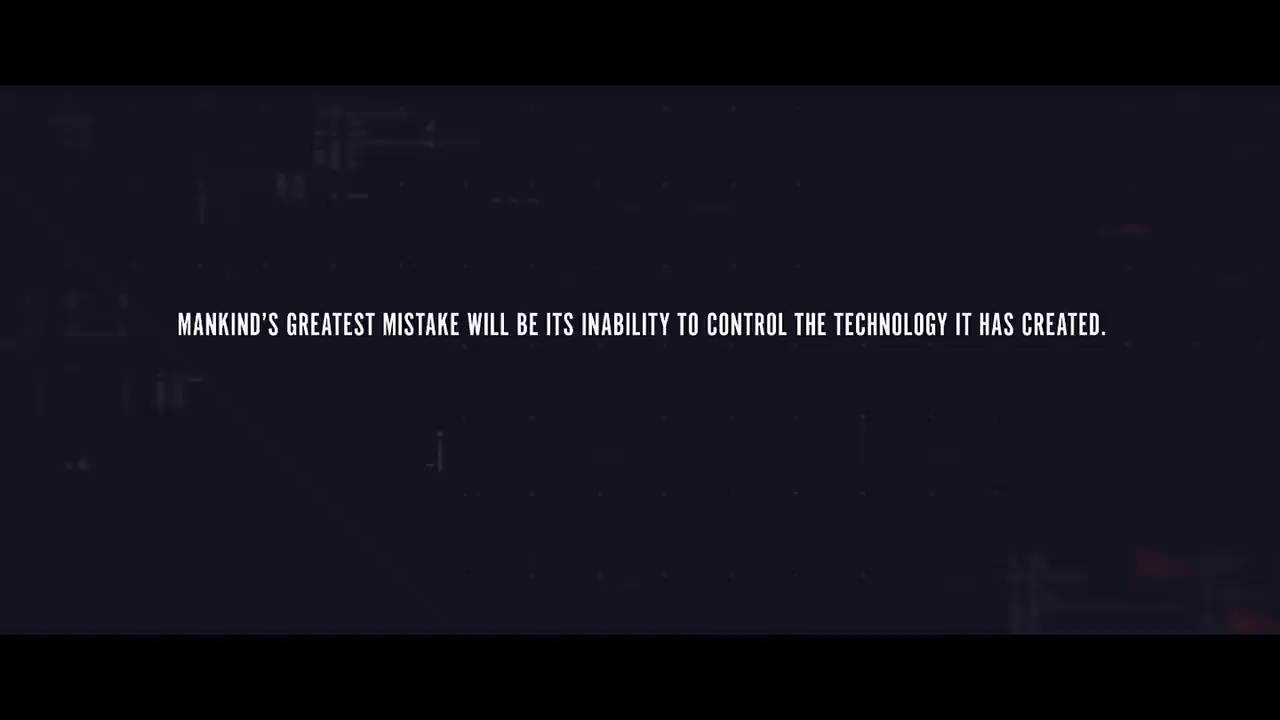 MANKIND'S GREATEST MISTAKE WILL BE ITS INABILITY TO CONTROL THE TECHNOLOGY IT HAS CREATED.